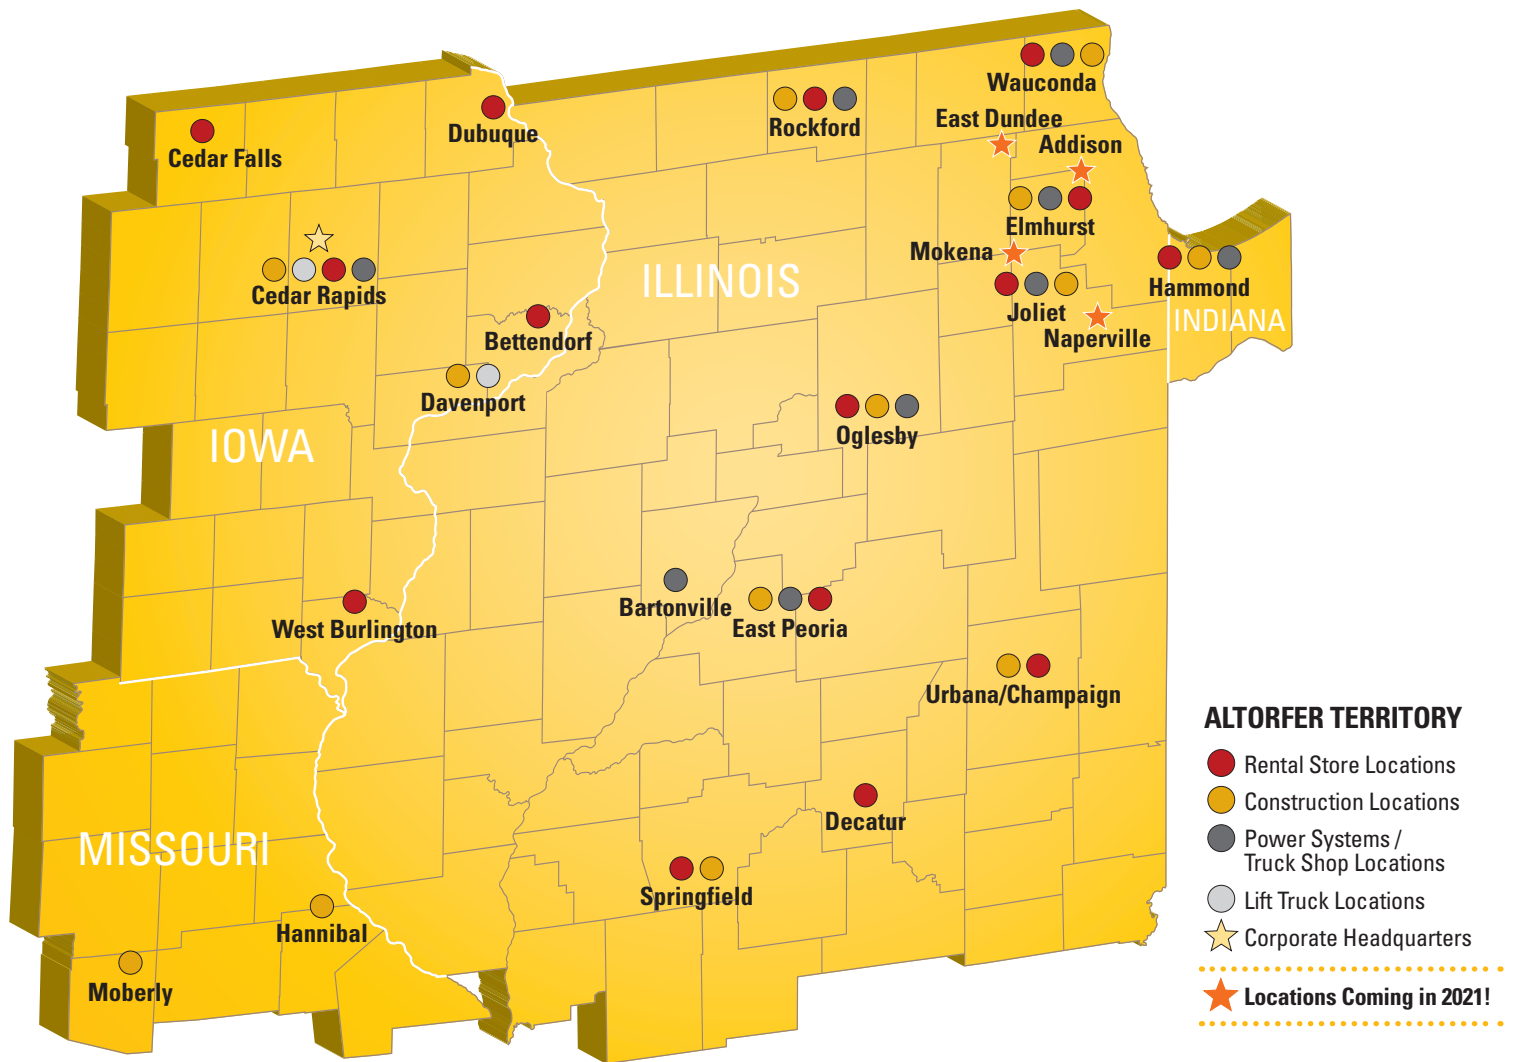 Wauconda
East Dundee
Rockford
Addison
Dubuque
Cedar Falls
Elmhurst
Mokena
ILLINOIS
Hammond
Cedar Rapids
Joliet
INDIANA
Bettendorf
Naperville
Davenport
Oglesby
IOWA
Bartonville
East Peoria
West Burlington
Urbana/Champaign
Decatur
MISSOURI
Springfield
Hannibal
Moberly
ALTORFER TERRITORY
Rental Store Locations
Construction Locations
Power Systems /
Truck Shop Locations
Lift Truck Locations
Corporate Headquarters
Locations Coming in 2021!